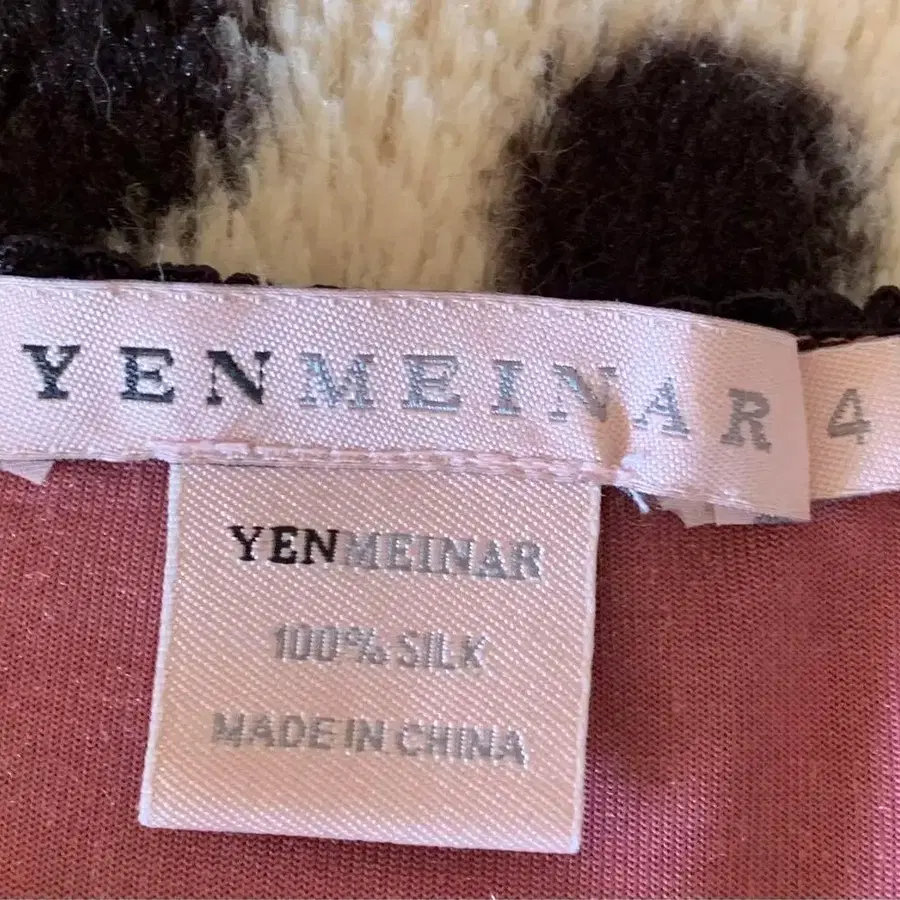 YENMEINAR 4
YENMEINAR
100% SILK
MADE IN CHINA